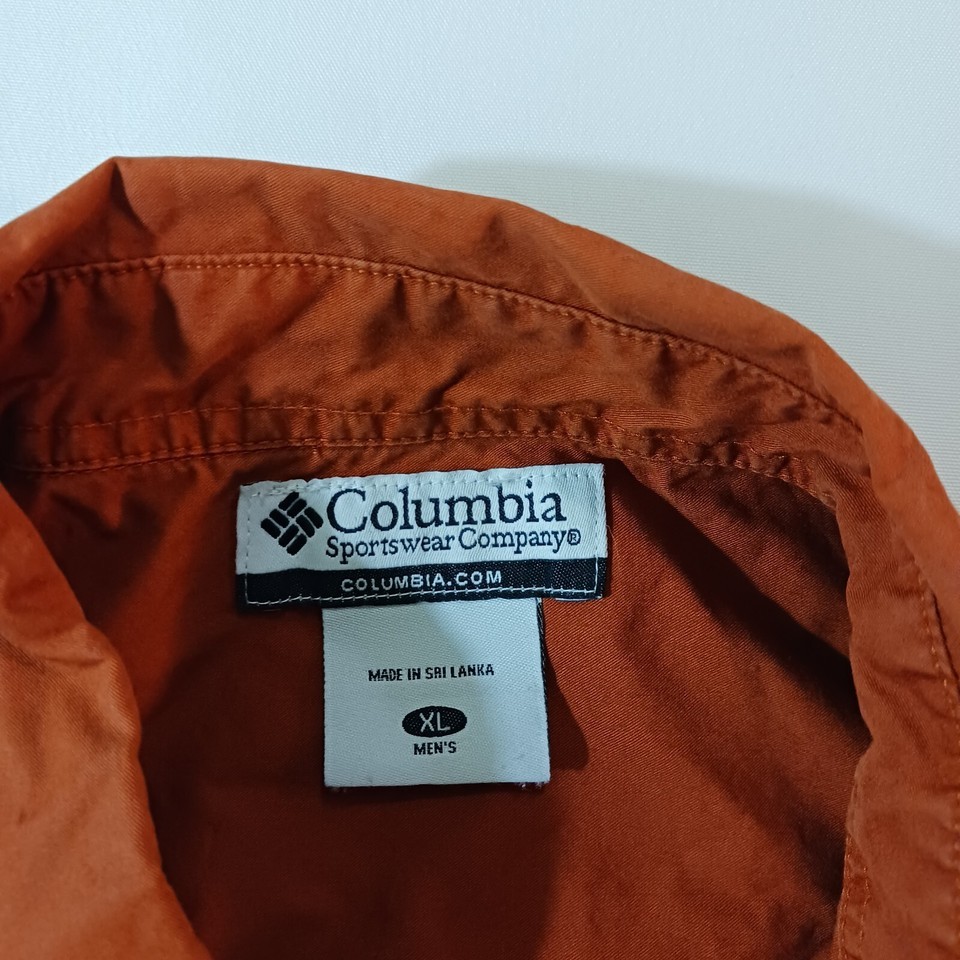 Columbia
Sportswear Company®
COLUMBIA.COM
MADE IN SRI LANKA
XL
MEN'S